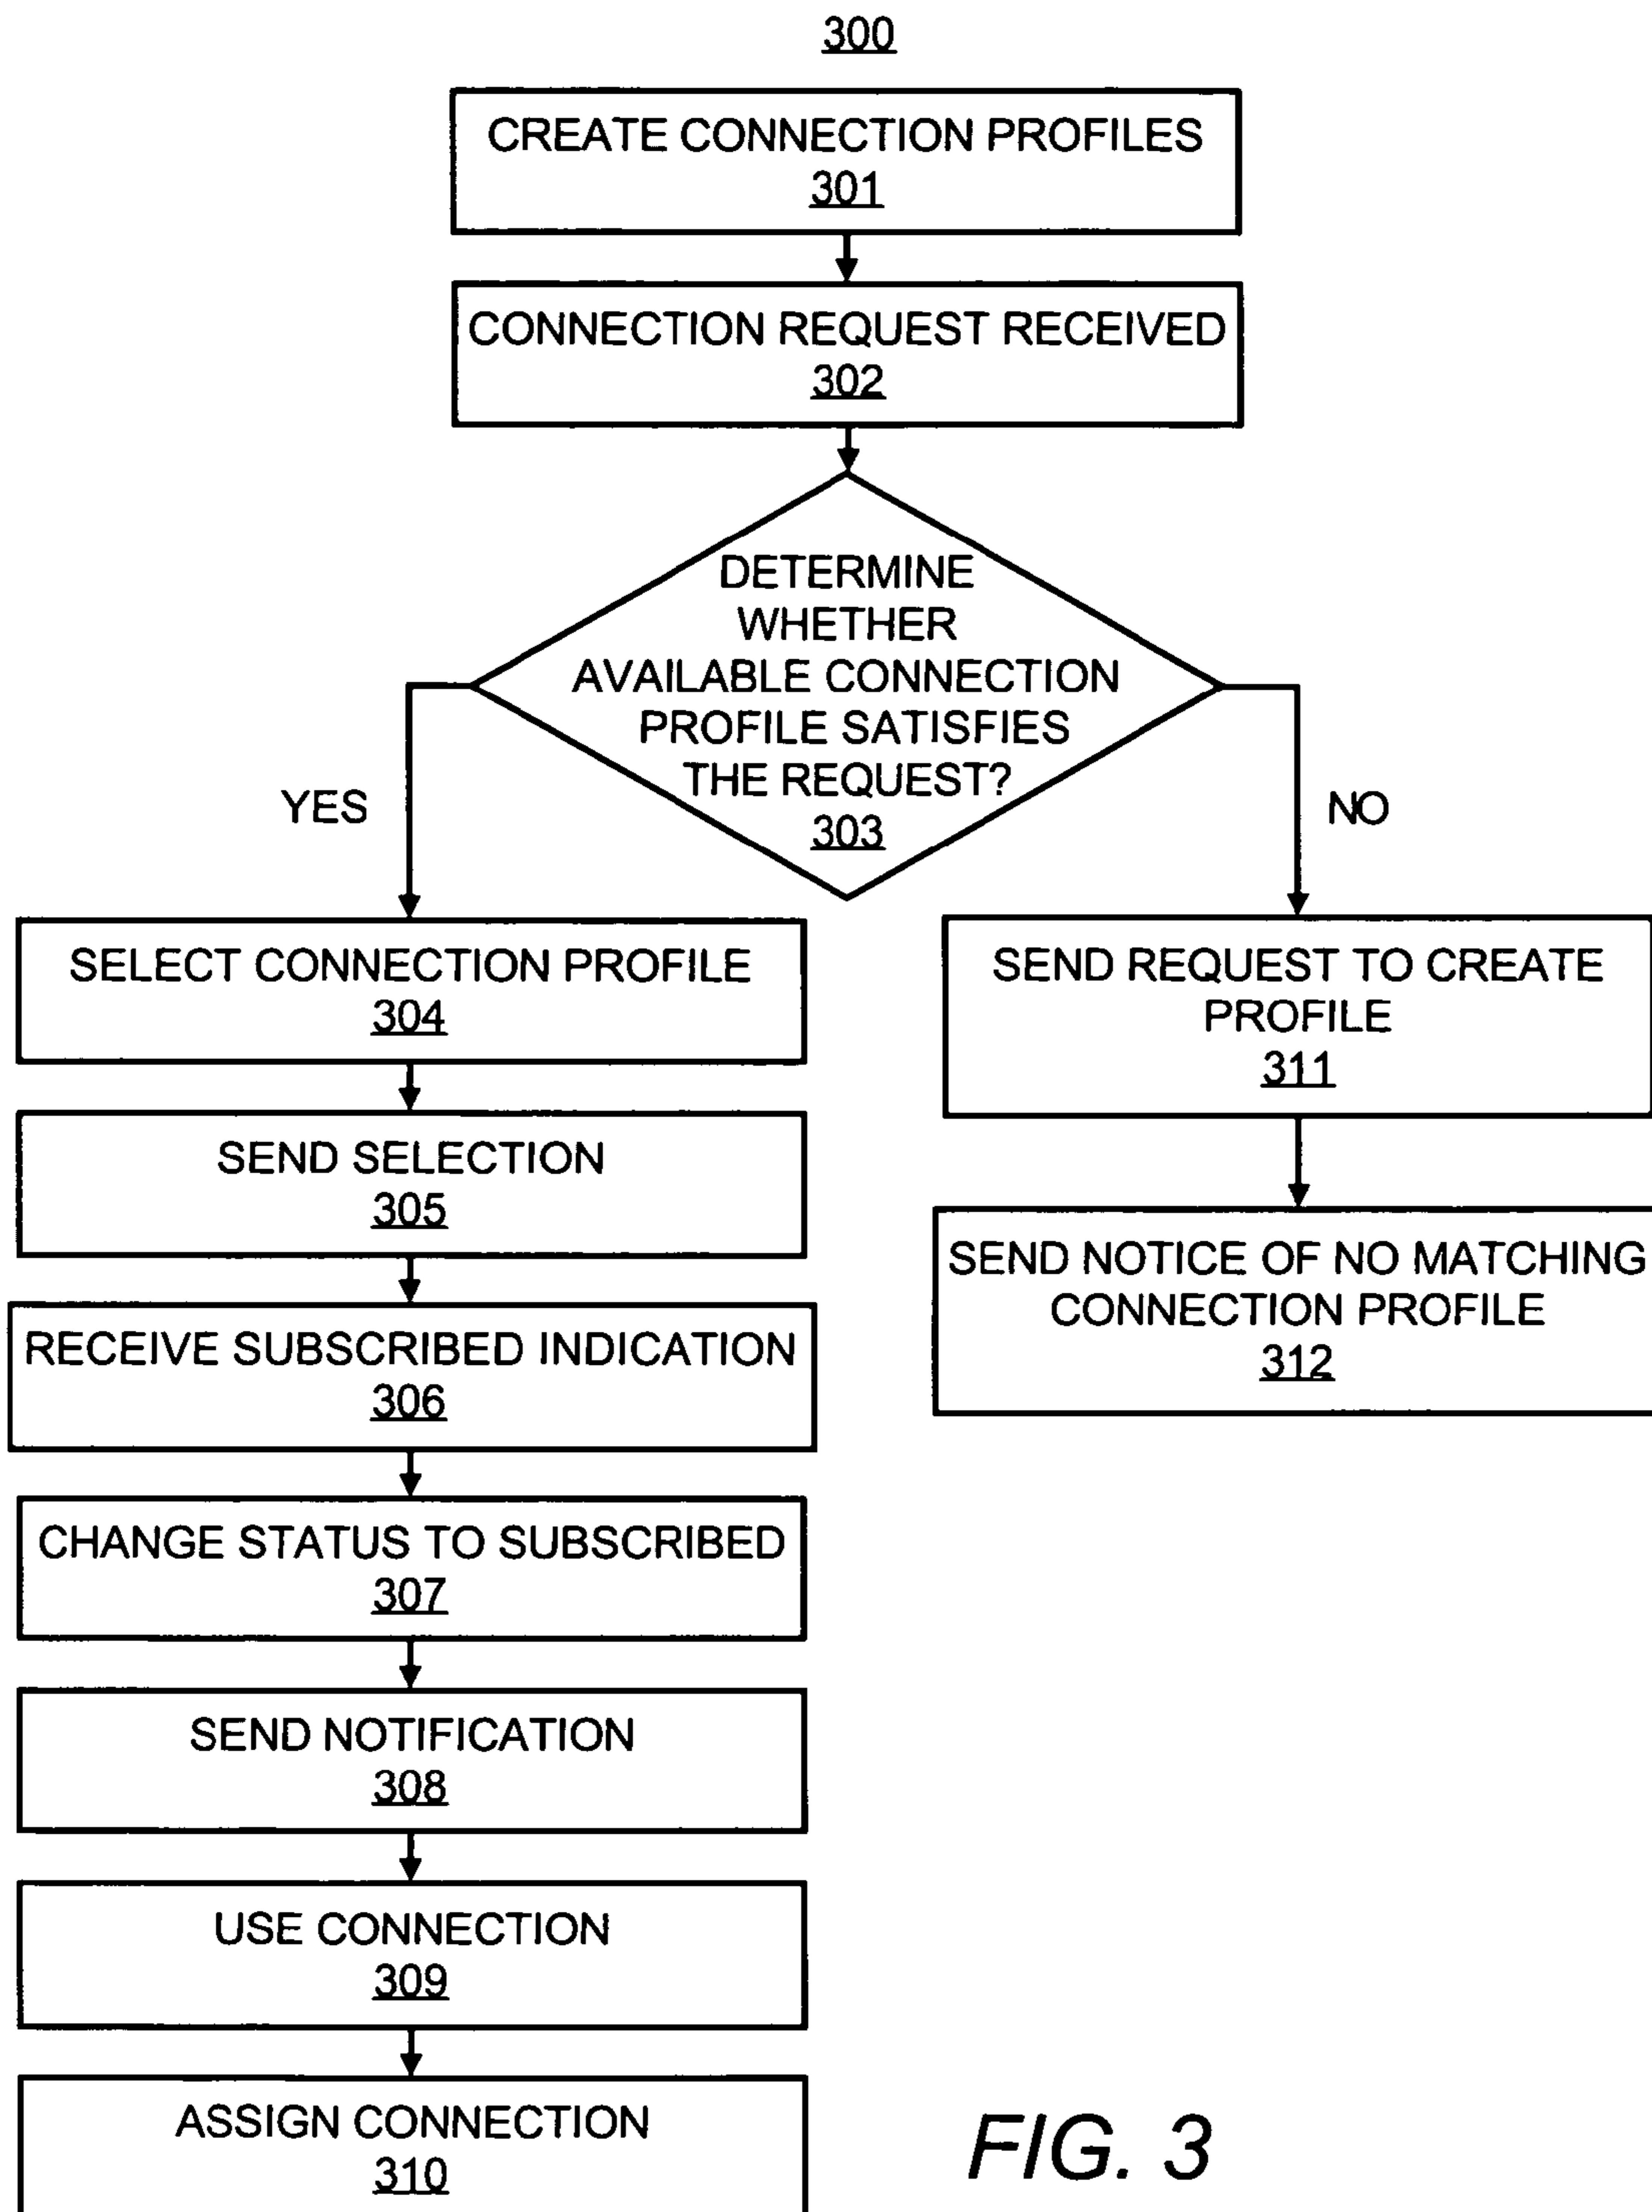 300
CREATE CONNECTION PROFILES
301
CONNECTION REQUEST RECEIVED
302
DETERMINE
WHETHER
AVAILABLE CONNECTION
PROFILE SATISFIES
THE REQUEST?
303
YES
NO
SELECT CONNECTION PROFILE
304
SEND SELECTION
305
RECEIVE SUBSCRIBED INDICATION
306
CHANGE STATUS TO SUBSCRIBED
307
SEND NOTIFICATION
308
USE CONNECTION
309
ASSIGN CONNECTION
310
SEND REQUEST TO CREATE
PROFILE
311
SEND NOTICE OF NO MATCHING
CONNECTION PROFILE
312
FIG. 3